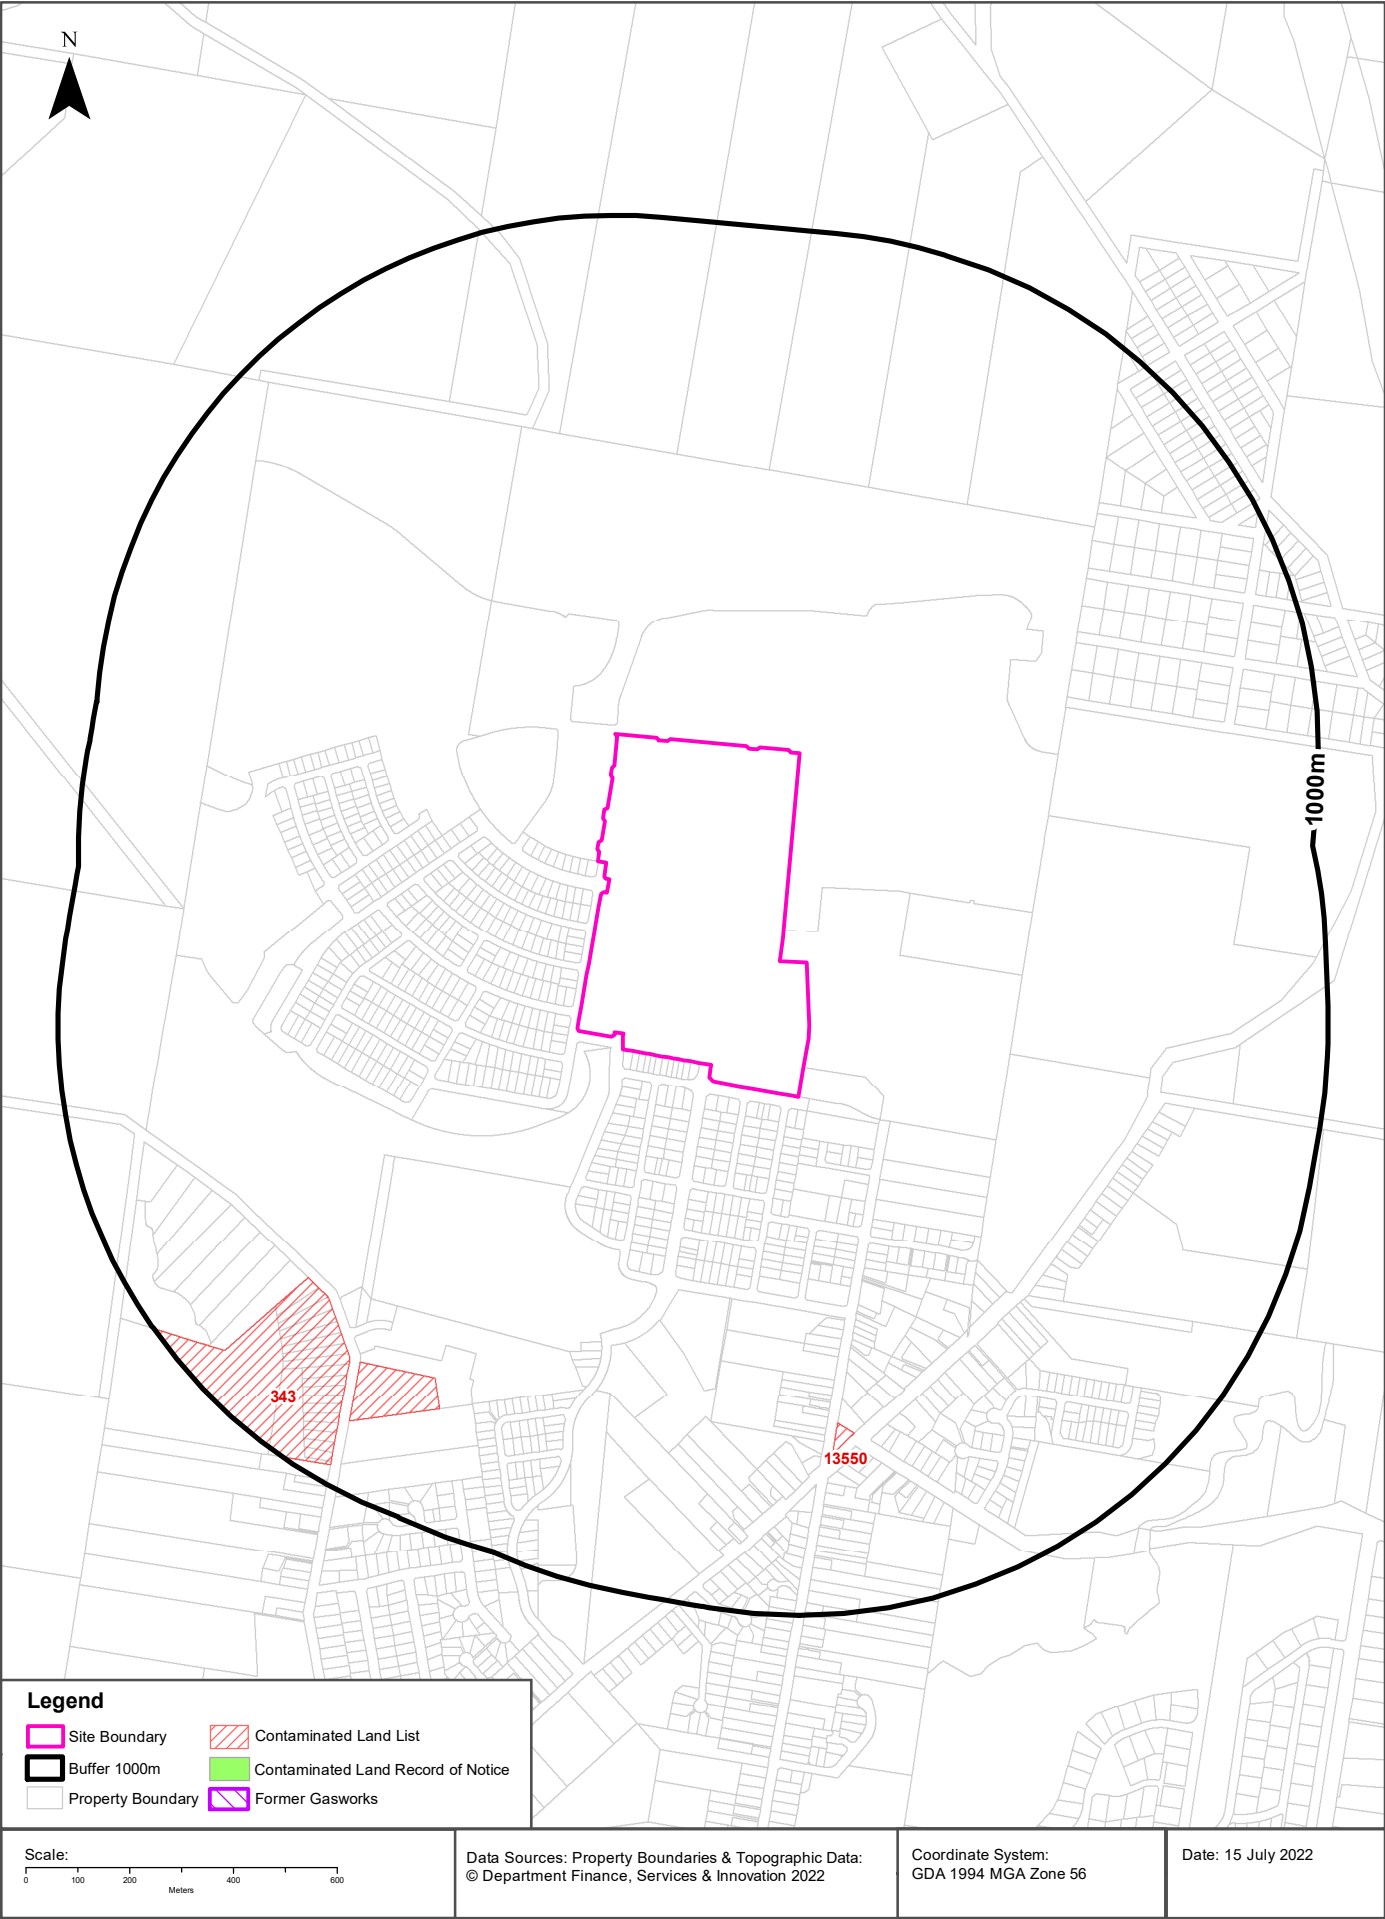 N
1000m
343
13550
Legend
Site Boundary
Contaminated Land List
Buffer 1000m
Contaminated Land Record of Notice
Property Boundary
Former Gasworks
Scale:
0 100 200 400 600
Meters
Data Sources: Property Boundaries & Topographic Data:
© Department Finance, Services & Innovation 2022
Coordinate System:
GDA 1994 MGA Zone 56
Date: 15 July 2022